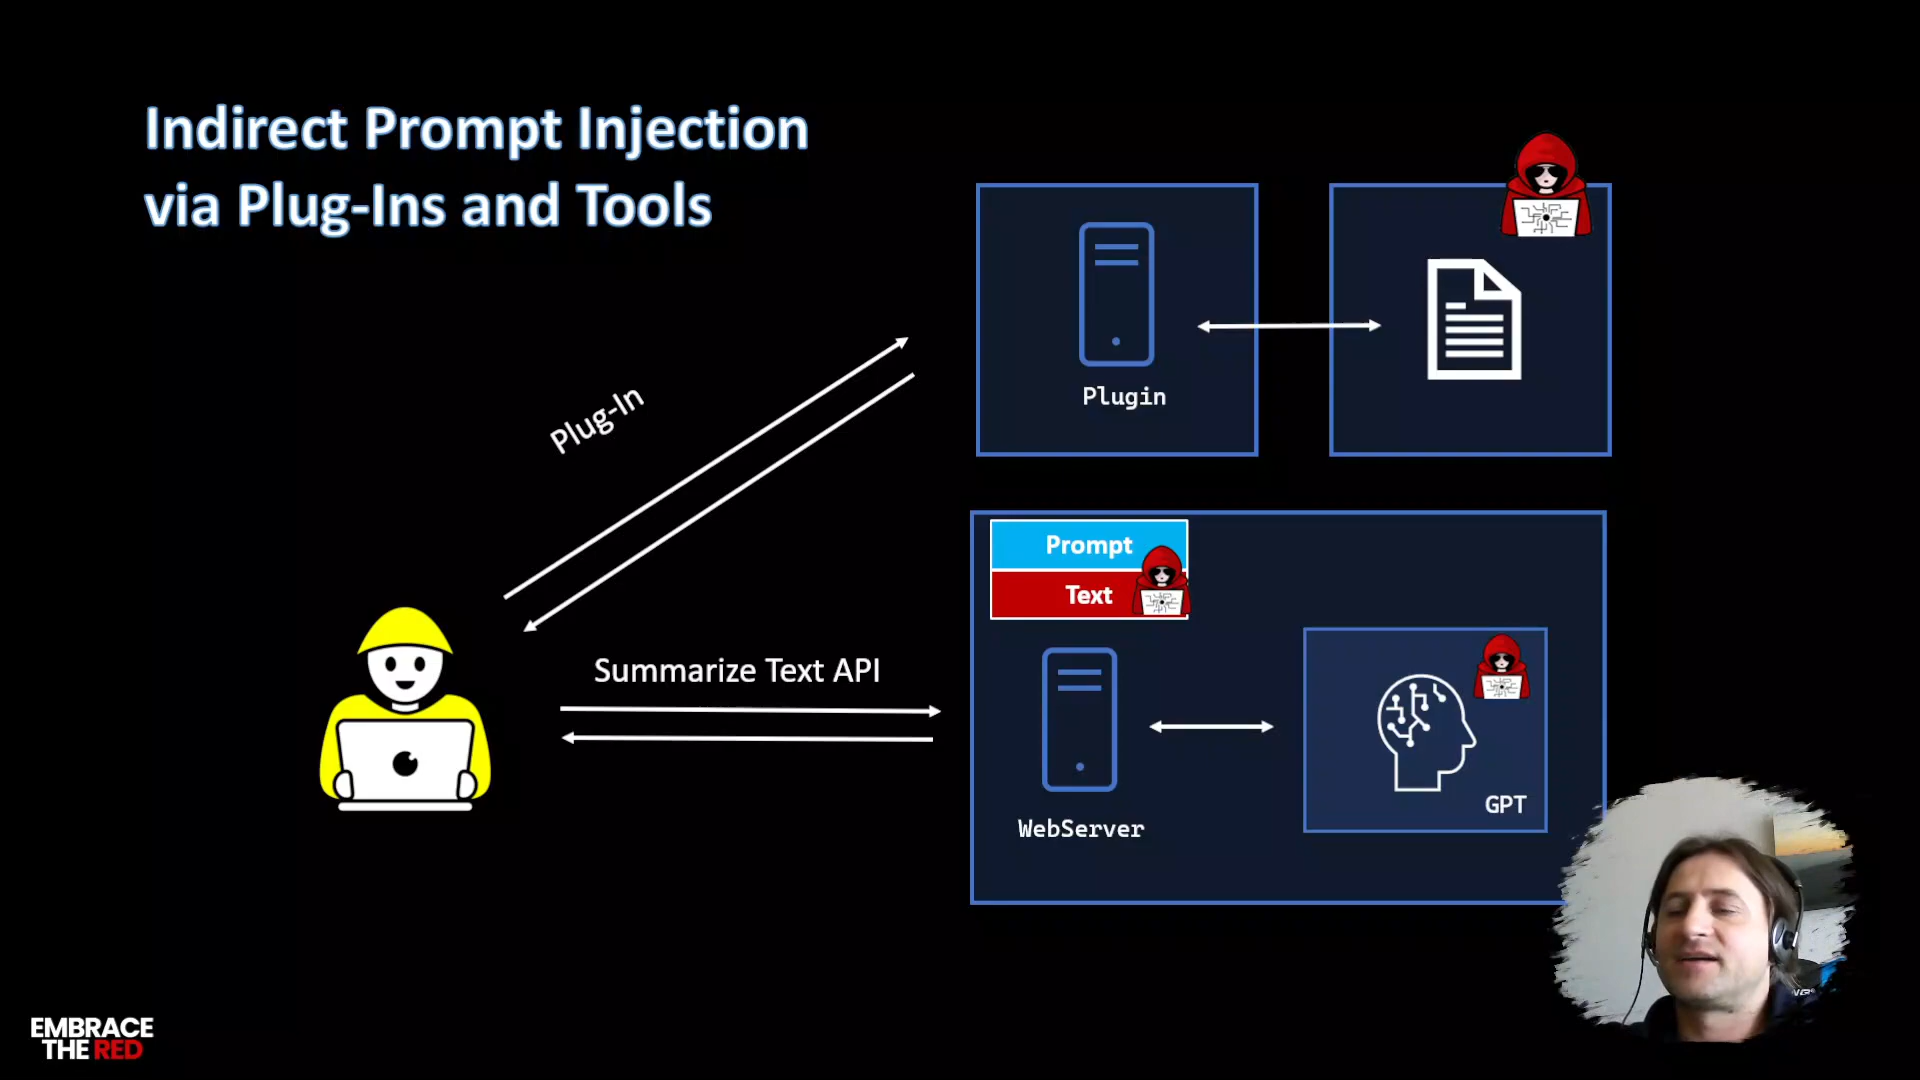 Indirect Prompt Injection
via Plug-Ins and Tools
Plug-In
Plugin
Prompt
Text
Summarize Text API
WebServer
GPT
EMBRACE
THE RED